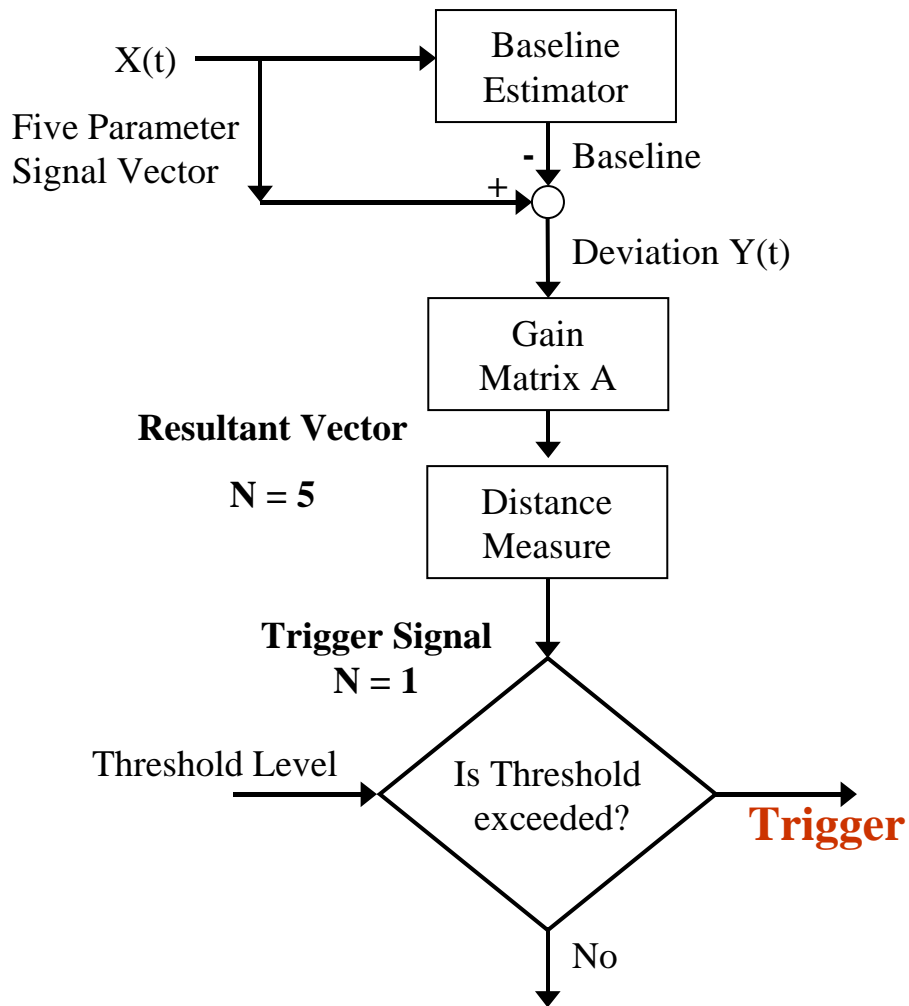 X(t)
Baseline
Estimator
Five Parameter
Signal Vector
-
Baseline
+
Deviation Y(t)
Gain
Matrix A
Resultant Vector
N = 5
Distance
Measure
Trigger Signal
N = 1
Threshold Level
Is Threshold
exceeded?
Trigger
No